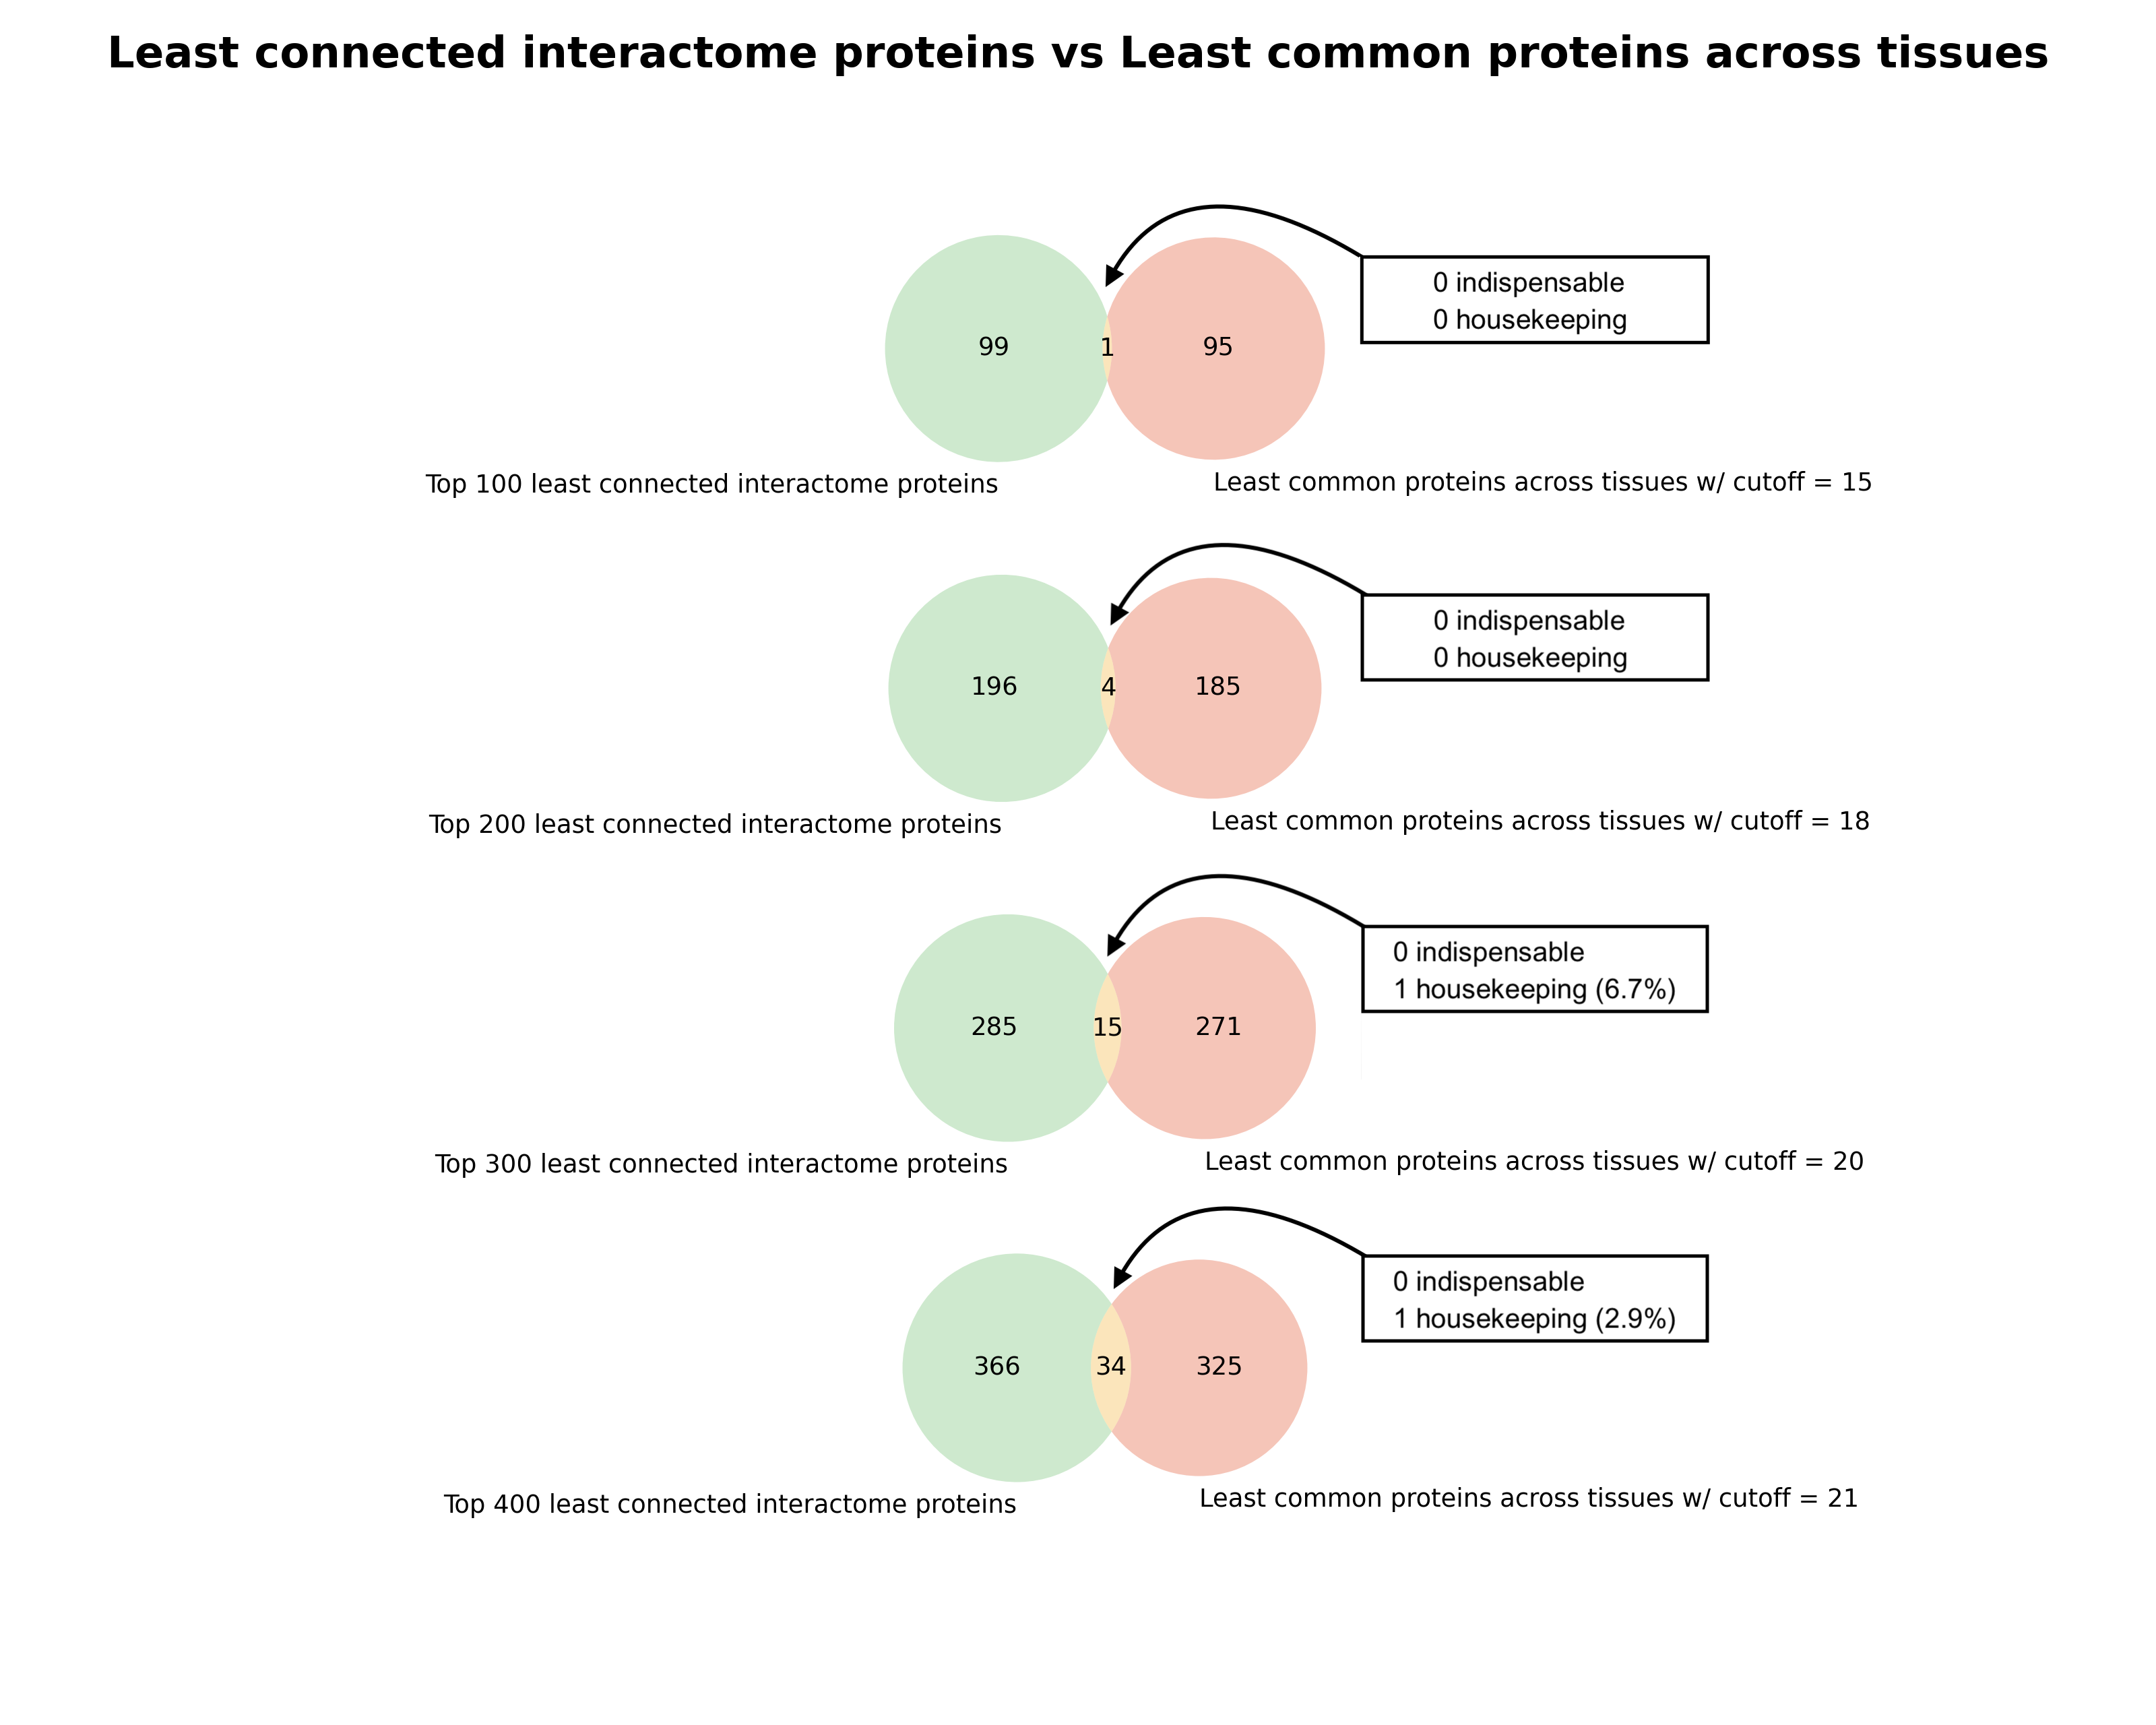 Least connected interactome proteins vs Least common proteins across tissues
0 indispensable
0 housekeeping
99
1
95
Top 100 least connected interactome proteins
Least common proteins across tissues w/ cutoff = 15
0 indispensable
0 housekeeping
196
4
185
Top 200 least connected interactome proteins
Least common proteins across tissues w/ cutoff = 18
0 indispensable
1 housekeeping (6.7%)
285
15
271
Top 300 least connected interactome proteins
Least common proteins across tissues w/ cutoff = 20
0 indispensable
1 housekeeping (2.9%)
366
34
325
Top 400 least connected interactome proteins
Least common proteins across tissues w/ cutoff = 21